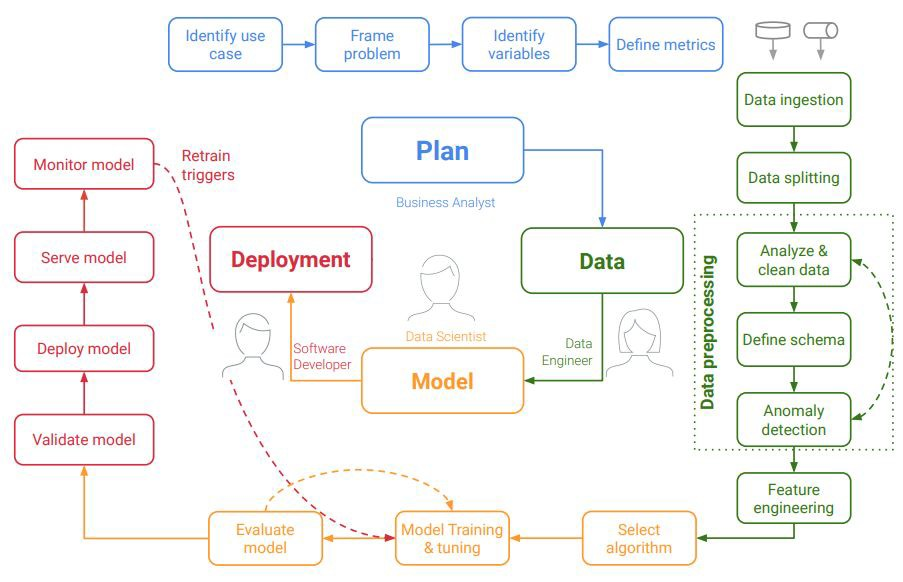 Identify use
case
Frame
problem
Identify
variables
Define metrics
Data ingestion
Data splitting
Analyze &
clean data
Define schema
Anomaly
detection
Data preprocessing
Feature
engineering
Select
algorithm
Model Training
& tuning
Evaluate
model
Validate model
Deploy model
Serve model
Monitor model
Retrain
triggers
Plan
Business Analyst
Data
Data
Engineer
Data Scientist
Model
Software
Developer
Deployment